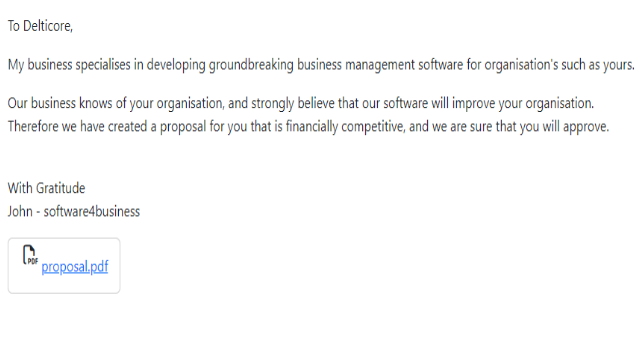 To Delticore,
My business specialises in developing groundbreaking business management software for organisation's such as yours.
Our business knows of your organisation, and strongly believe that our software will improve your organisation.
Therefore we have created a proposal for you that is financially competitive, and we are sure that you will approve.
With Gratitude
John - software4business
PDF proposal.pdf